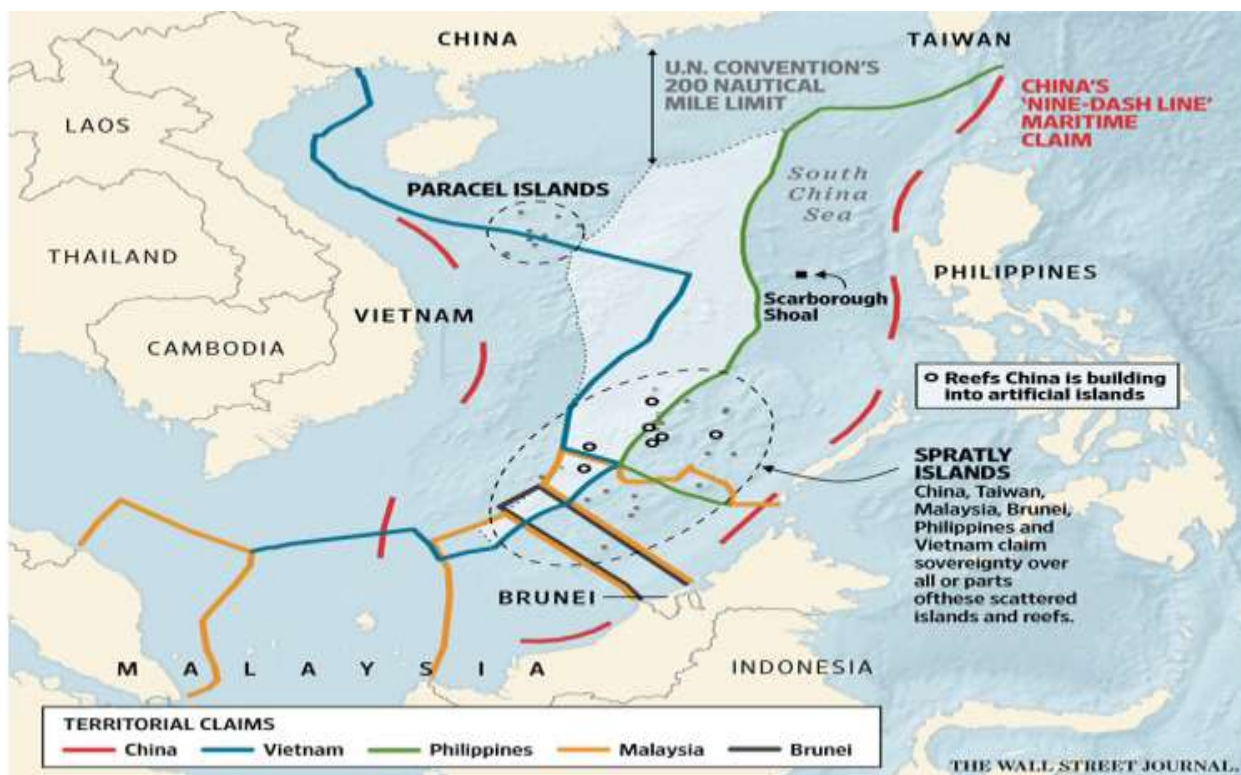 CHINA
TAIWAN
U.N. CONVENTION'S
200 NAUTICAL
MILE LIMIT
CHINA'S
'NINE-DASH LINE'
MARITIME
CLAIM
LAOS
PARACEL ISLANDS
South
China
Sea
THAILAND
PHILIPPINES
Scarborough
Shoal
VIETNAM
CAMBODIA
Reefs China is building
into artificial islands
SPRATLY
ISLANDS
China, Taiwan,
Malaysia, Brunei,
Philippines and
Vietnam claim
sovereignty over
all or parts
ofthese scattered
islands and reefs.
BRUNEI
MALAYSIA
INDONESIA
TERRITORIAL CLAIMS
China Vietnam Philippines Malaysia Brunei
THE WALL STREET JOURNAL.